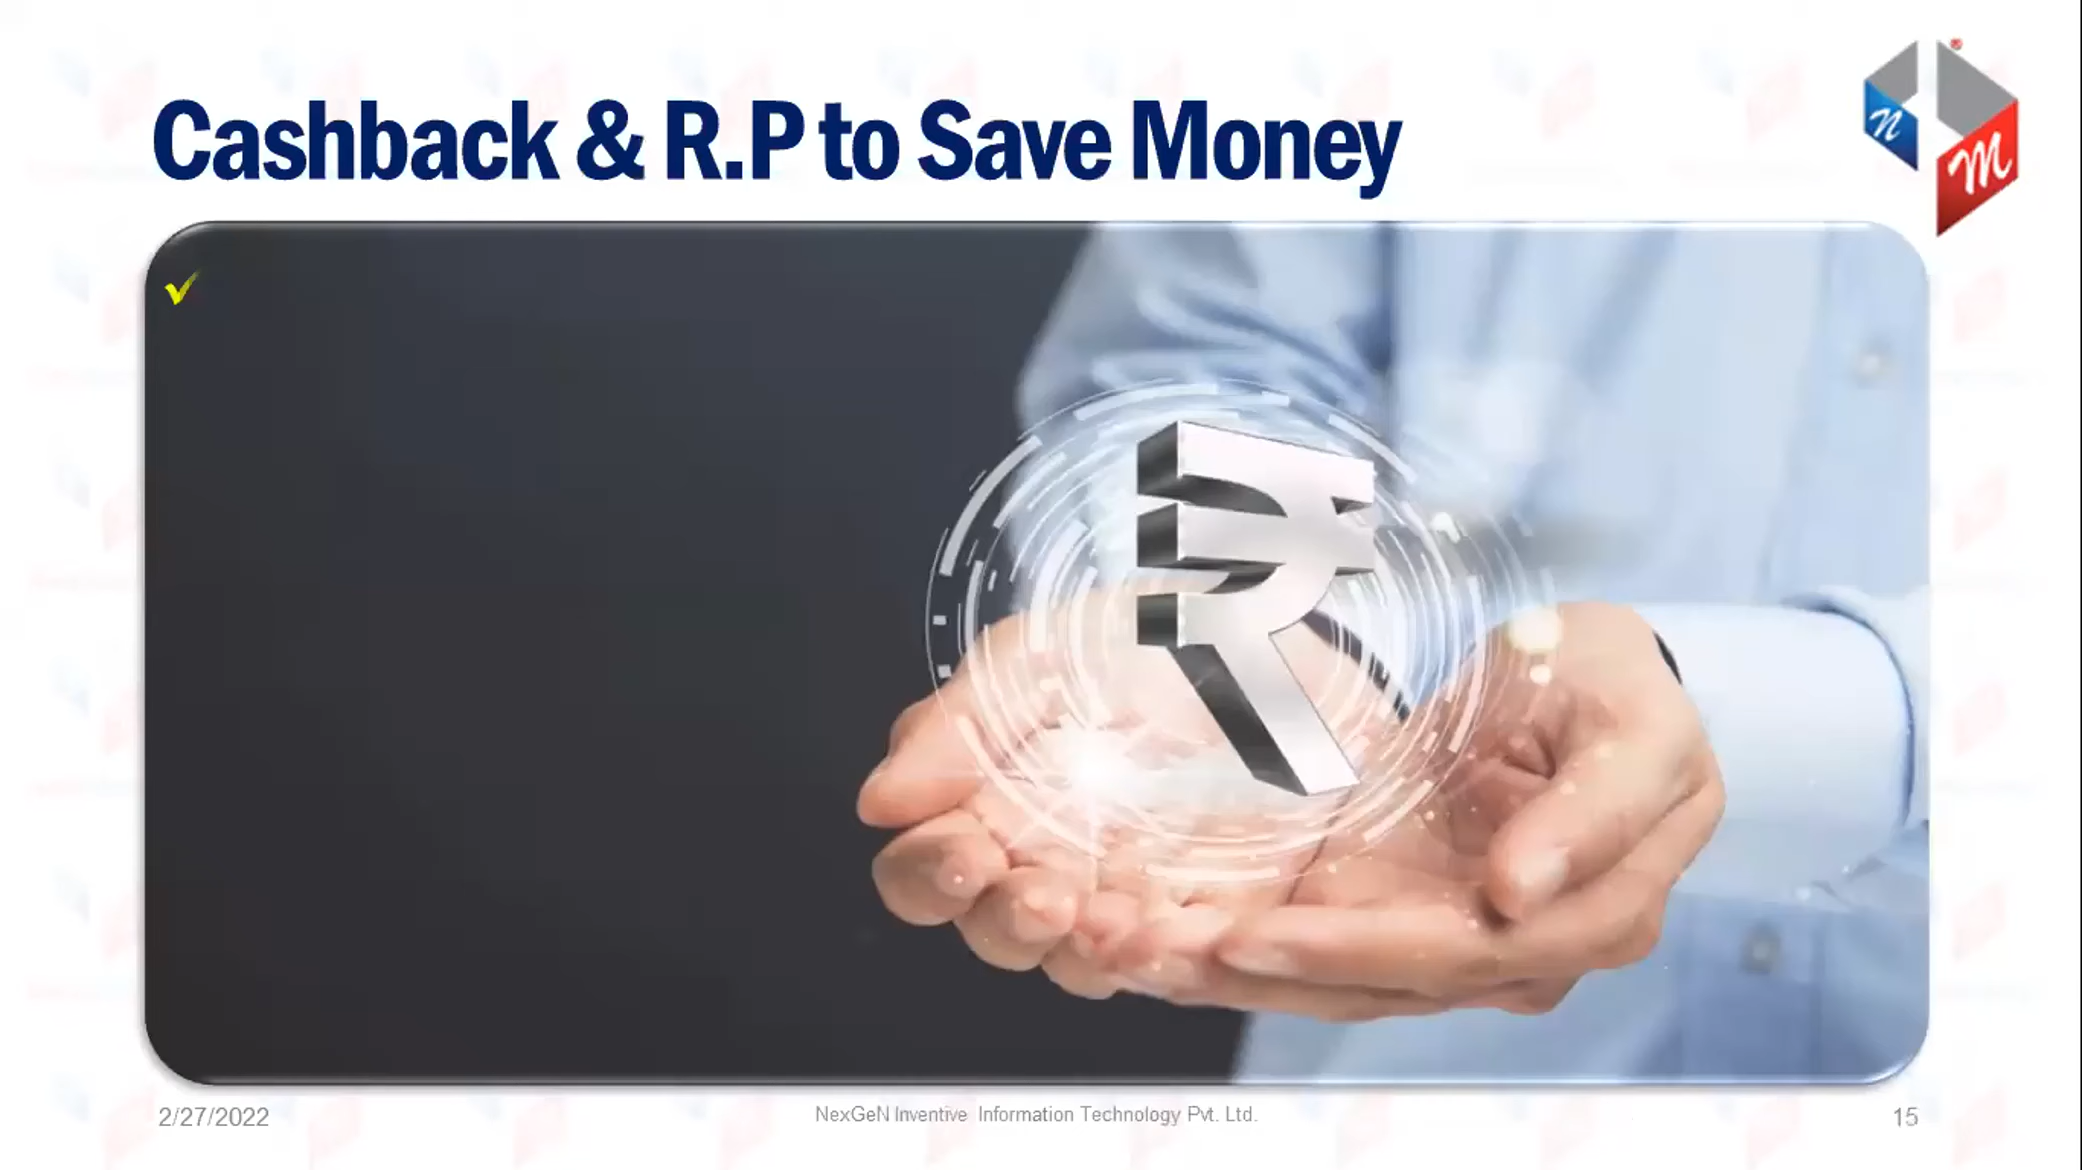 Cashback & R.P to Save Money
n
m
®
₹
2/27/2022
NexGeN Inventive Information Technology Pvt. Ltd.
15